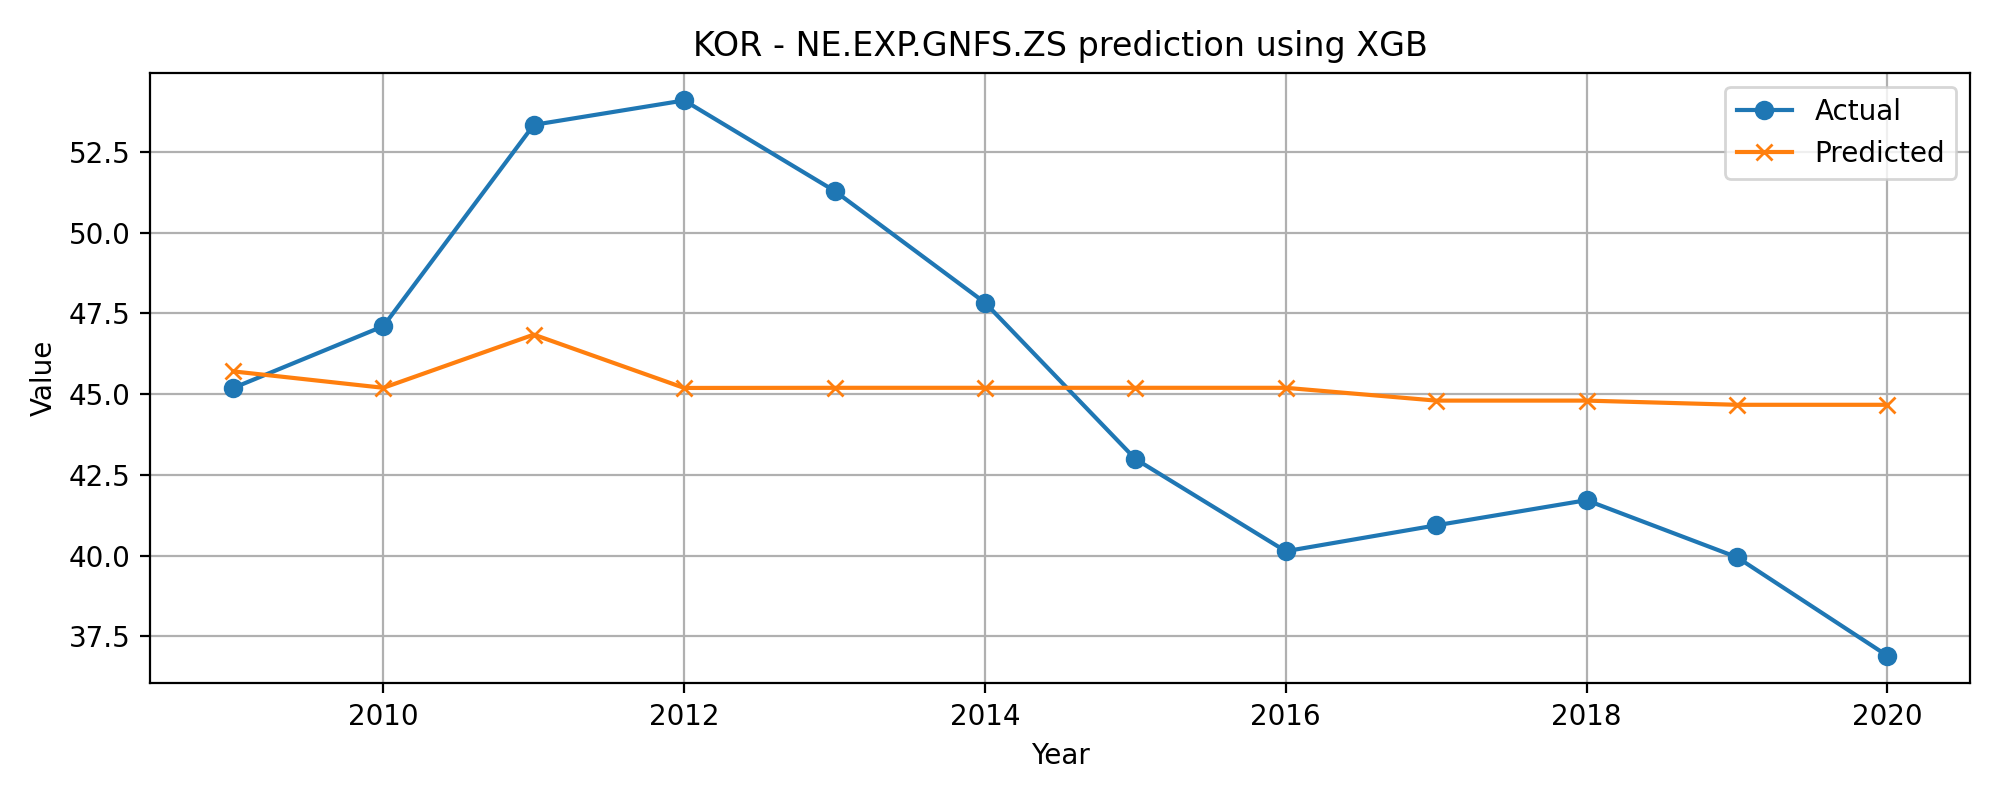 KOR - NE.EXP.GNFS.ZS prediction using XGB
Actual
Predicted
52.5
50.0
47.5
45.0
42.5
40.0
37.5
Value
2010 2012 2014 2016 2018 2020
Year